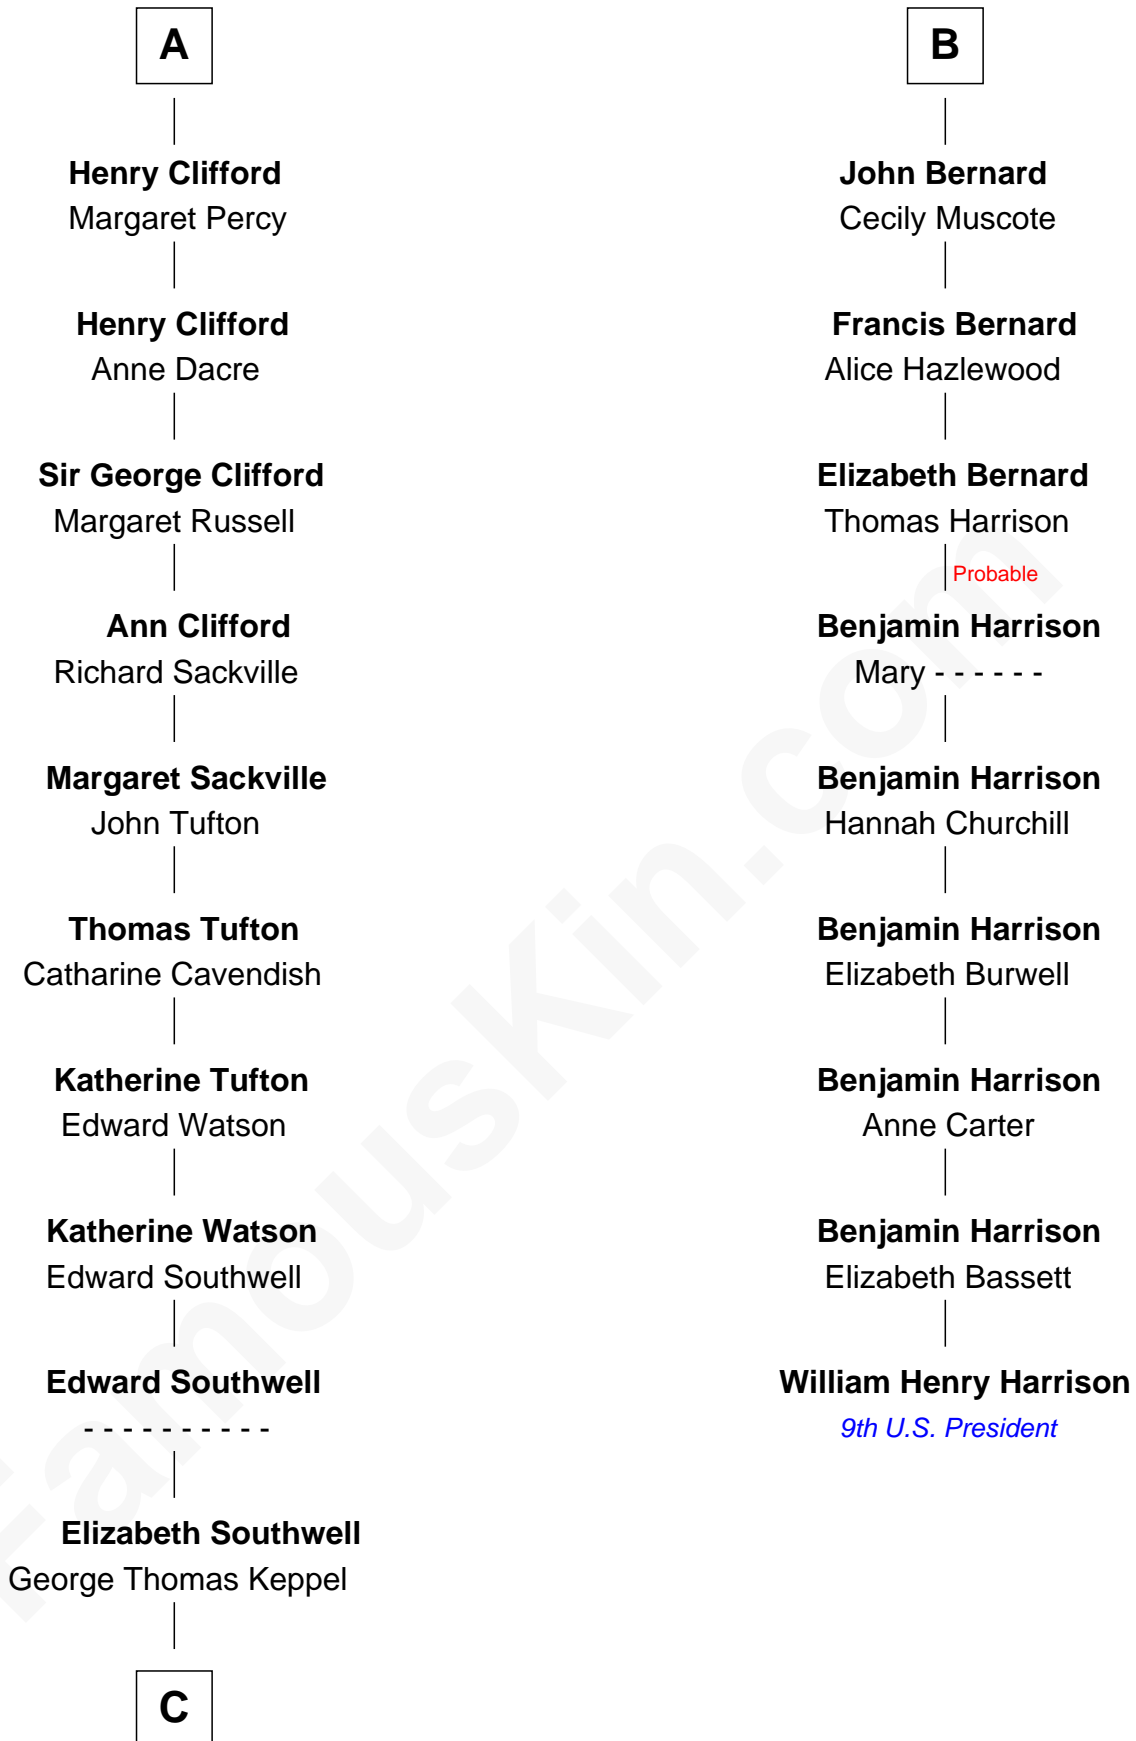 A
Henry Clifford
Margaret Percy
Henry Clifford
Anne Dacre
Sir George Clifford
Margaret Russell
Ann Clifford
Richard Sackville
Margaret Sackville
John Tufton
Thomas Tufton
Catharine Cavendish
Katherine Tufton
Edward Watson
Katherine Watson
Edward Southwell
Edward Southwell
- - - - - - - - - -
Elizabeth Southwell
George Thomas Keppel
C
B
John Bernard
Cecily Muscote
Francis Bernard
Alice Hazlewood
Elizabeth Bernard
Thomas Harrison
Probable
Benjamin Harrison
Mary - - - - - -
Benjamin Harrison
Hannah Churchill
Benjamin Harrison
Elizabeth Burwell
Benjamin Harrison
Anne Carter
Benjamin Harrison
Elizabeth Bassett
William Henry Harrison
9th U.S. President
FamousKin.com